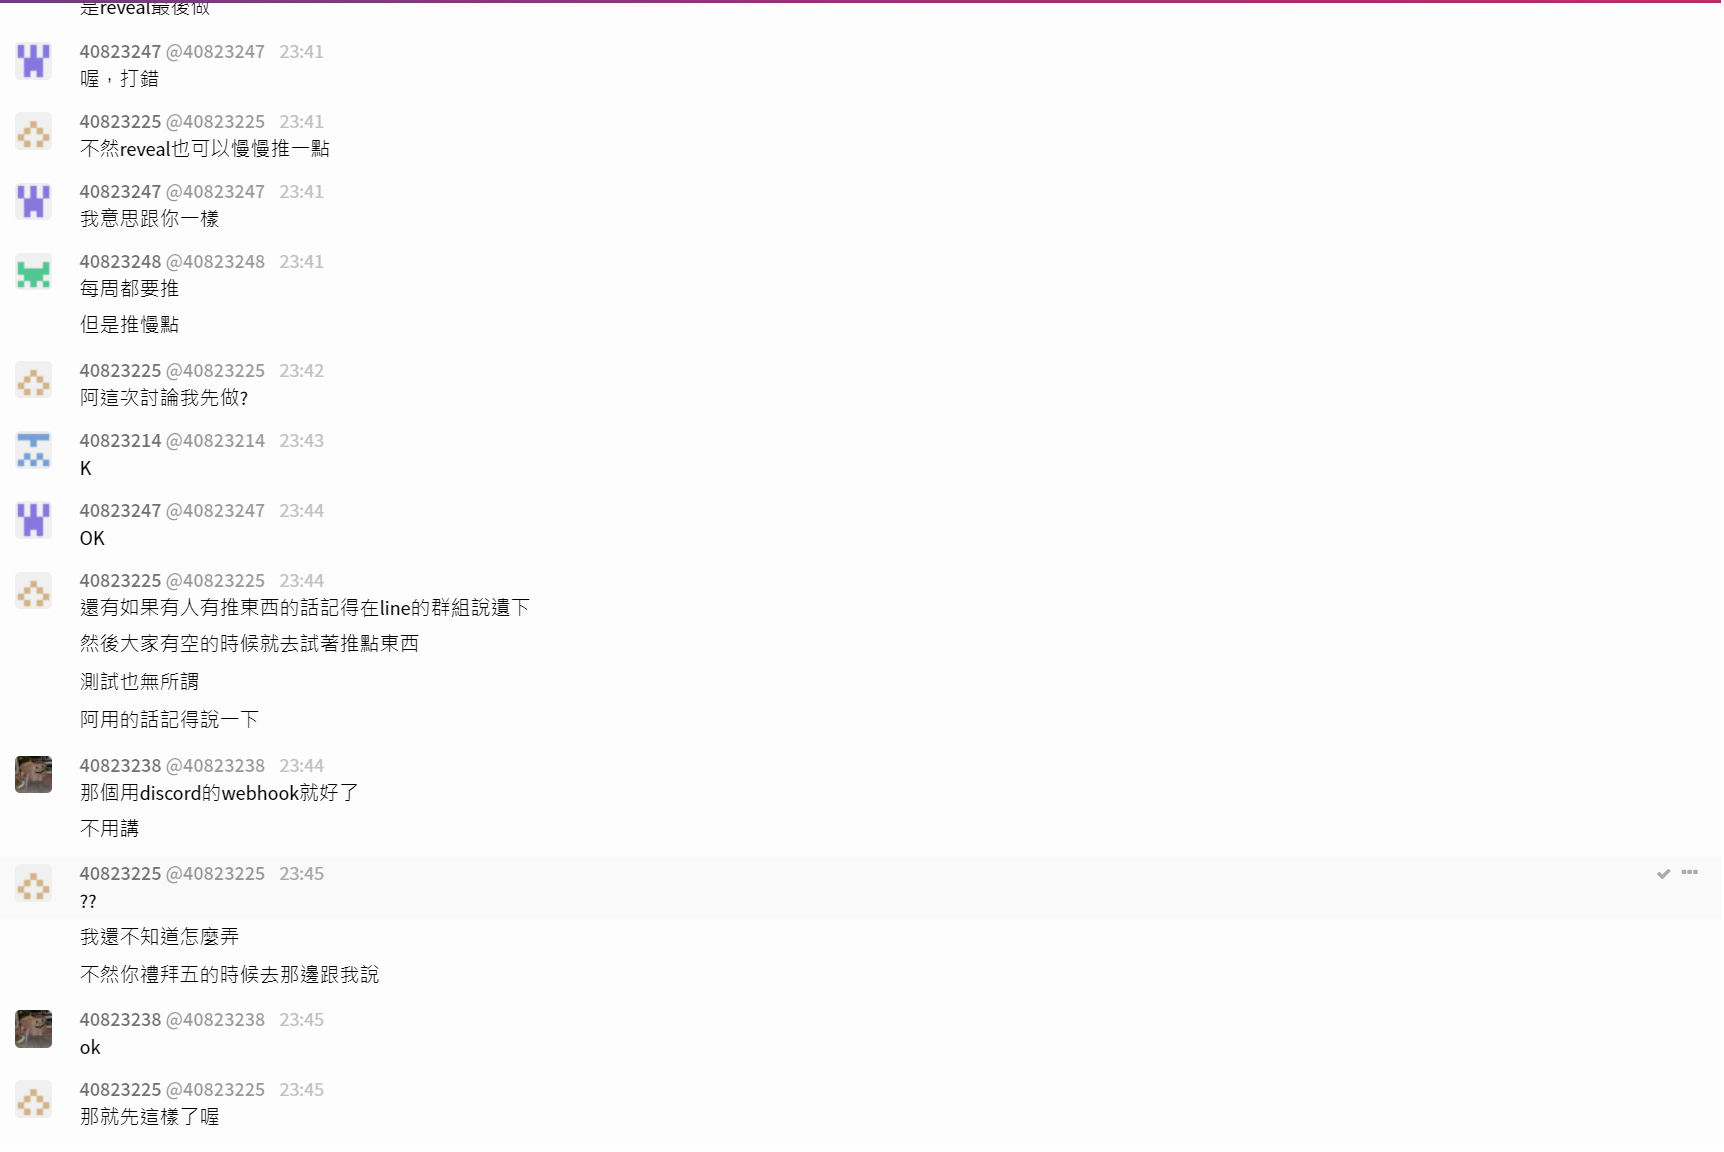 是reveal最後做
40823247 @40823247 23:41
喔，打錯
40823225 @40823225 23:41
不然reveal也可以慢慢推一點
40823247 @40823247 23:41
我意思跟你一樣
40823248 @40823248 23:41
每周都要推
但是推慢點
40823225 @40823225 23:42
阿這次討論我先做?
40823214 @40823214 23:43
K
40823247 @40823247 23:44
OK
40823225 @40823225 23:44
還有如果有人有推東西的話記得在line的群組說遺下
然後大家有空的時候就去試著推點東西
測試也無所謂
阿用的話記得說一下
40823238 @40823238 23:44
那個用discord的webhook就好了
不用講
40823225 @40823225 23:45
??
我還不知道怎麼弄
不然你禮拜五的時候去那邊跟我說
40823238 @40823238 23:45
ok
40823225 @40823225 23:45
那就先這樣了喔